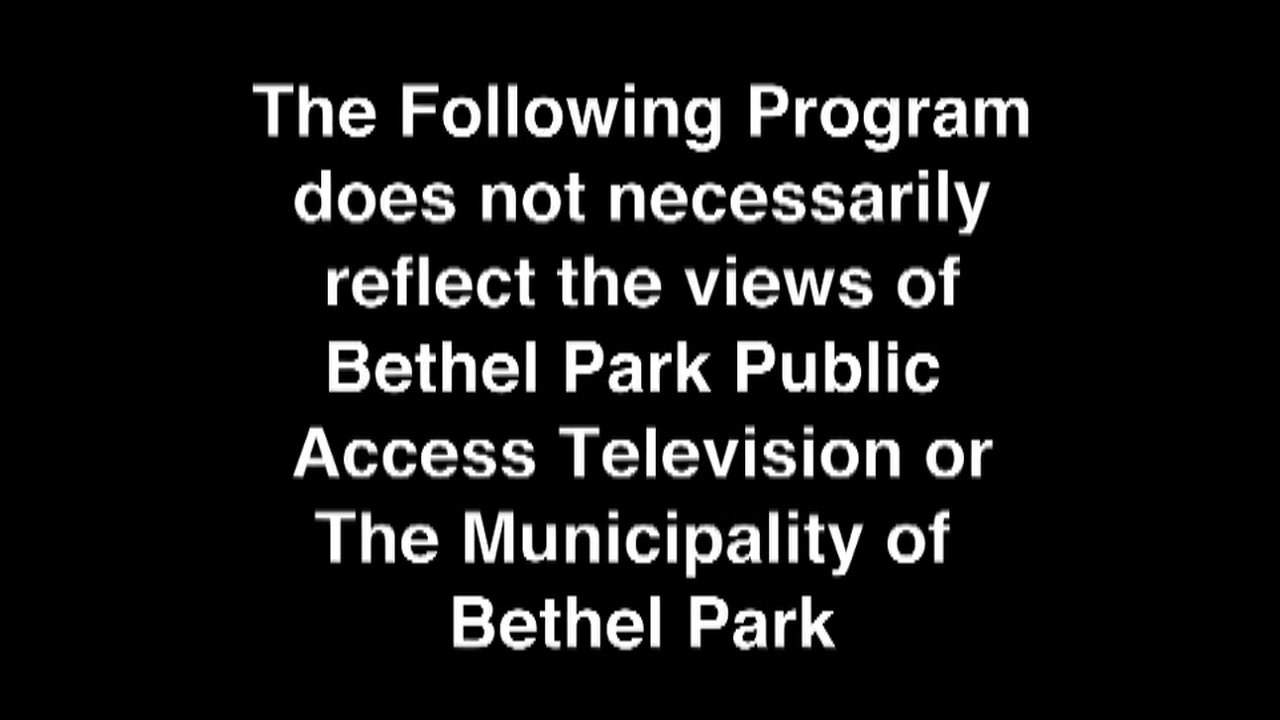 The Following Program
does not necessarily
reflect the views of
Bethel Park Public
Access Television or
The Municipality of
Bethel Park